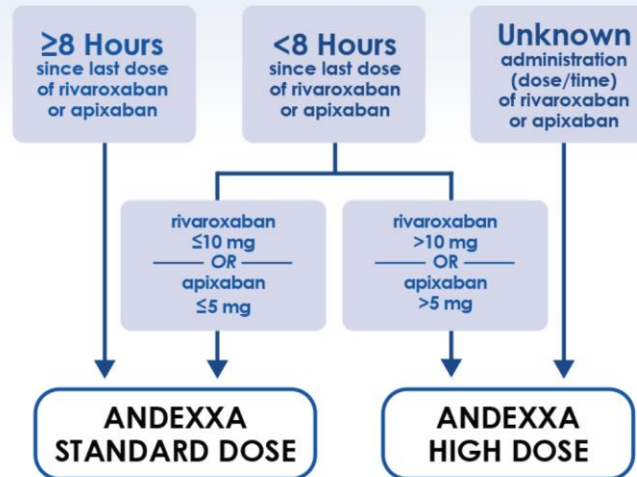 ≥8 Hours
since last dose
of rivaroxaban
or apixaban
<8 Hours
since last dose
of rivaroxaban
or apixaban
Unknown
administration
(dose/time)
of rivaroxaban
or apixaban
rivaroxaban
≤10 mg
OR
apixaban
≤5 mg
rivaroxaban
>10 mg
OR
apixaban
>5 mg
ANDEXXA
STANDARD DOSE
ANDEXXA
HIGH DOSE